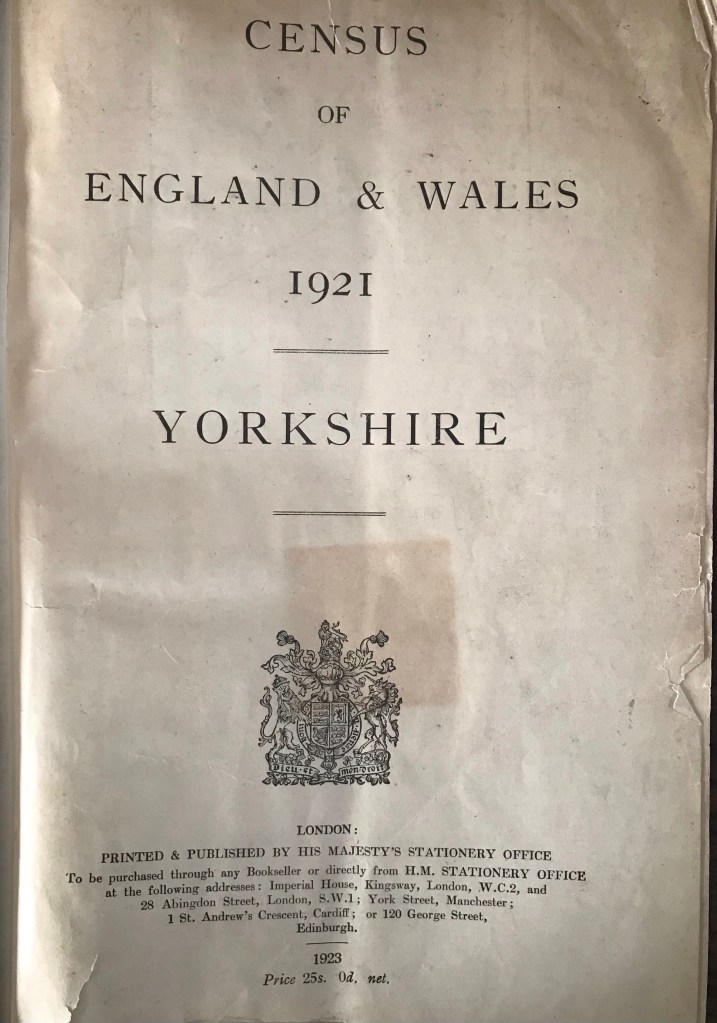 CENSUS
OF
ENGLAND & WALES
1921
YORKSHIRE
DIEU·ET MON·DROIT
LONDON:
PRINTED & PUBLISHED BY HIS MAJESTY'S STATIONERY OFFICE
To be purchased through any Bookseller or directly from H.M. STATIONERY OFFICE
at the following addresses: Imperial House, Kingsway, London, W.C.2, and
28 Abingdon Street, London, S.W.1; York Street, Manchester;
1 St. Andrew's Crescent, Cardiff; or 120 George Street,
Edinburgh.
1923
Price 25s. 0d. net.